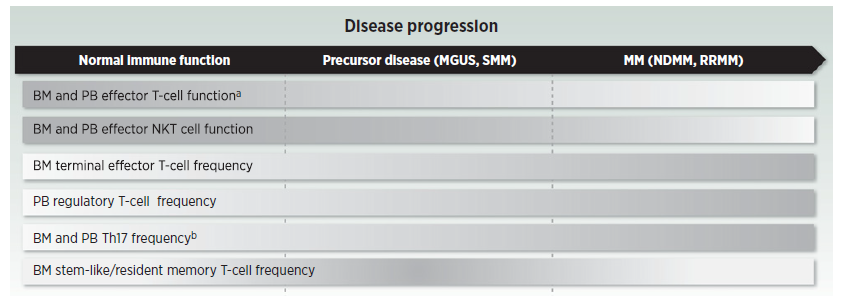 Disease progression
Normal immune function Precursor disease (MGUS, SMM) MM (NDMM, RRMM)
BM and PB effector T-cell functionᵃ
BM and PB effector NKT cell function
BM terminal effector T-cell frequency
PB regulatory T-cell frequency
BM and PB Th17 frequencyᵇ
BM stem-like/resident memory T-cell frequency